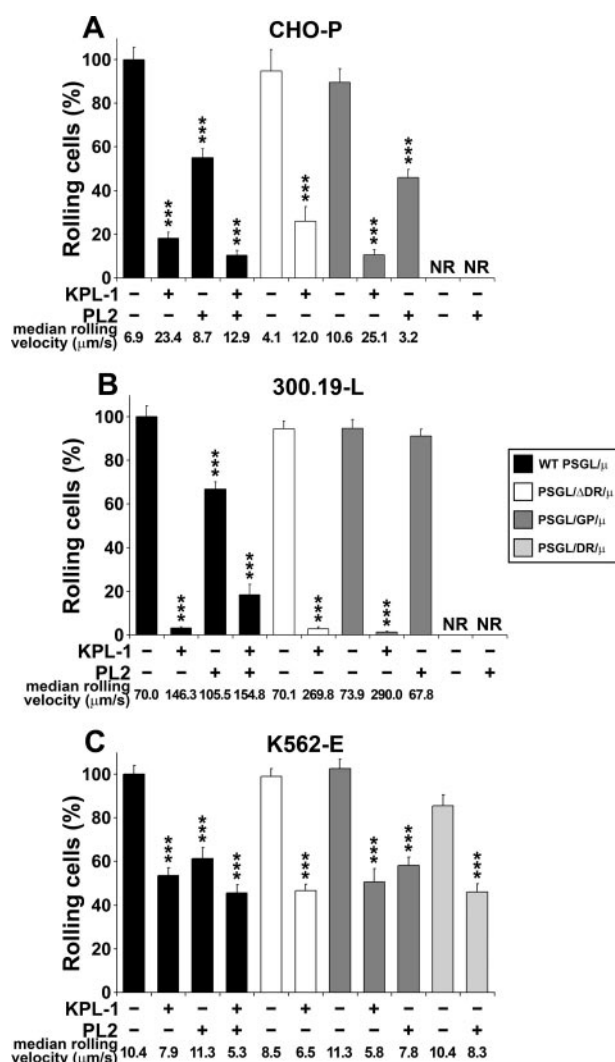 A
CHO-P
Rolling cells (%)
100
80
60
40
20
0
*** *** *** *** *** ***
NR NR
KPL-1 − + − + − + − + − − −
PL2 − − + + − − − − + − +
median rolling
velocity (μm/s) 6.9 23.4 8.7 12.9 4.1 12.0 10.6 25.1 3.2
B
300.19-L
Rolling cells (%)
100
80
60
40
20
0
*** *** *** *** ***
NR NR
KPL-1 − + − + − + − + − − −
PL2 − − + + − − − − + − +
median rolling
velocity (μm/s) 70.0 146.3 105.5 154.8 70.1 269.8 73.9 290.0 67.8
WT PSGL/μ
PSGL/ΔDR/μ
PSGL/GP/μ
PSGL/DR/μ
C
K562-E
Rolling cells (%)
100
80
60
40
20
0
*** *** *** *** *** *** ***
KPL-1 − + − + − + − + − − −
PL2 − − + + − − − − + − +
median rolling
velocity (μm/s) 10.4 7.9 11.3 5.3 8.5 6.5 11.3 5.8 7.8 10.4 8.3